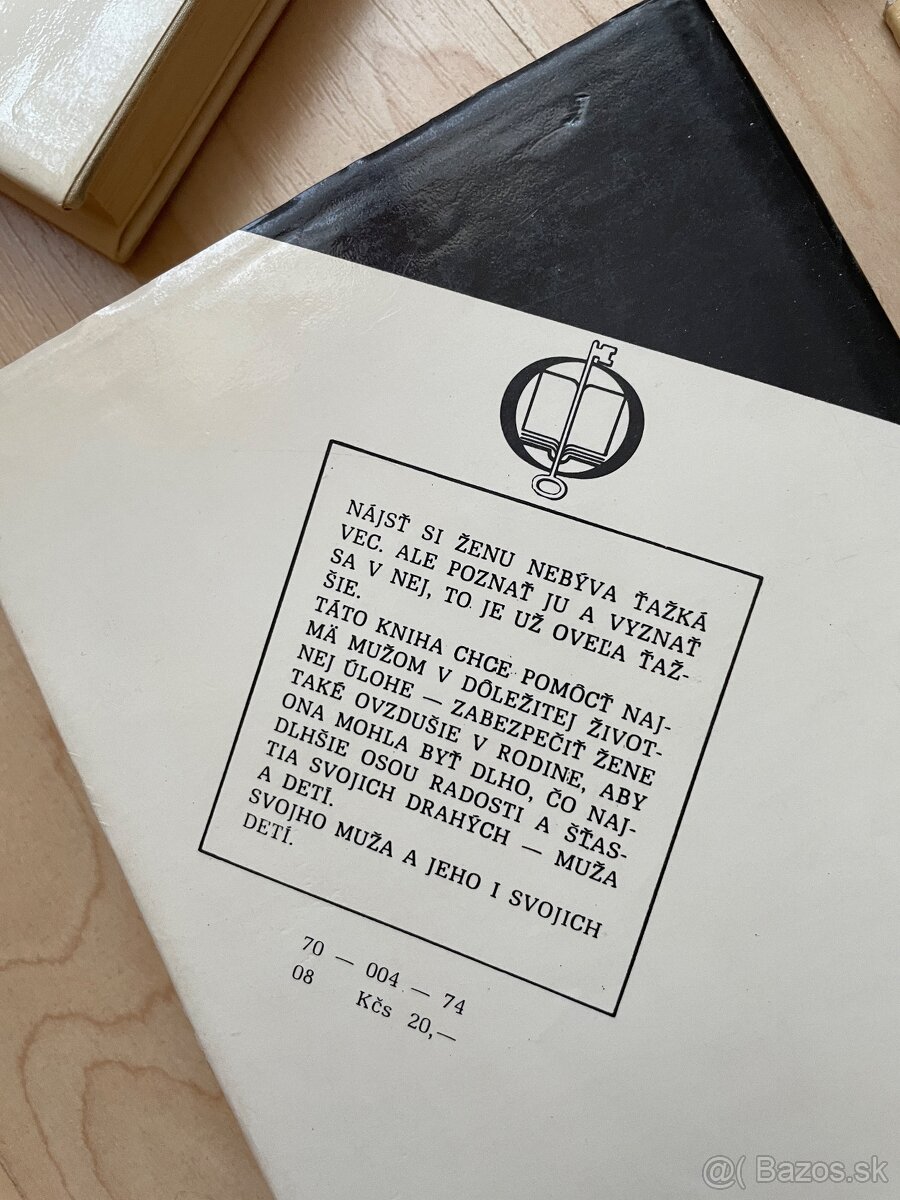 NÁJSŤ SI ŽENU NEBÝVA ŤAŽKÁ
VEC. ALE POZNAŤ JU A VYZNAŤ
SA V NEJ, TO JE UŽ OVEĽA ŤAŽ-
ŠIE.
TÁTO KNIHA CHCE POMÔCŤ NAJ-
MÄ MUŽOM V DÔLEŽITEJ ŽIVOT-
NEJ ÚLOHE — ZABEZPEČIŤ ŽENE
TAKÉ OVZDUŠIE V RODINE, ABY
ONA MOHLA BYŤ DLHO, ČO NAJ-
DLHŠIE OSOU RADOSTI A ŠŤAS-
TIA SVOJICH DRAHÝCH — MUŽA
A DETÍ.
SVOJHO MUŽA A JEHO I SVOJICH
DETÍ.
70 — 004 — 74
08 Kčs 20,—
@( Bazos.sk